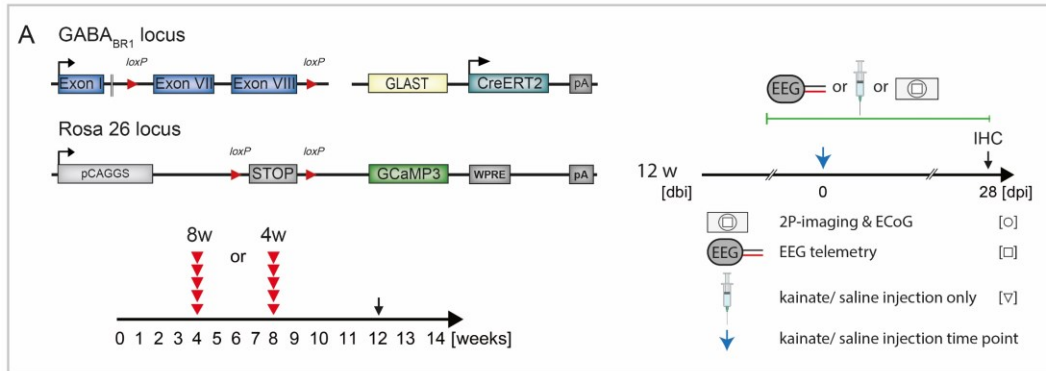 A
GABA_BR1 locus
loxP loxP
Exon I Exon VII Exon VIII GLAST CreERT2 pA
Rosa 26 locus
loxP loxP
pCAGGS STOP GCaMP3 WPRE pA
8w or 4w
0 1 2 3 4 5 6 7 8 9 10 11 12 13 14 [weeks]
EEG or or
IHC
12 w
[dbi] 0 28 [dpi]
2P-imaging & ECoG [○]
EEG EEG telemetry [□]
kainate/ saline injection only [▽]
kainate/ saline injection time point